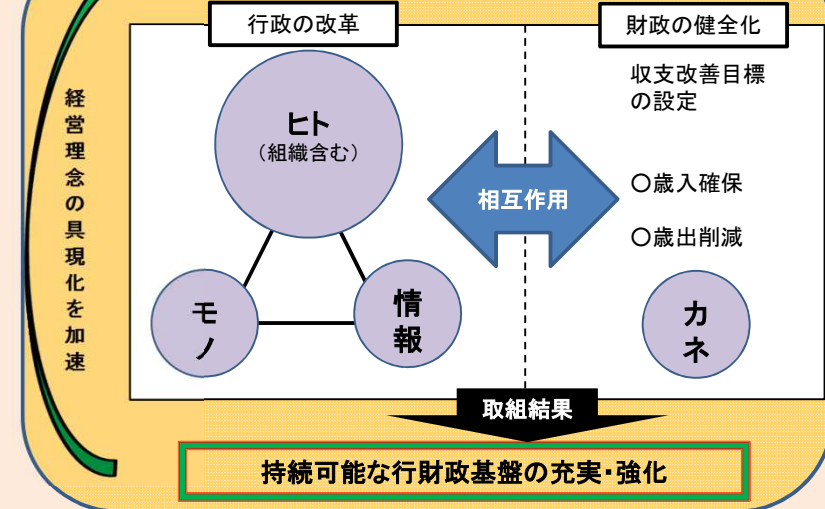 行政の改革
財政の健全化
経営理念の具現化を加速
ヒト
（組織含む）
モノ
情報
相互作用
収支改善目標
の設定
〇歳入確保
〇歳出削減
カネ
取組結果
持続可能な行財政基盤の充実・強化